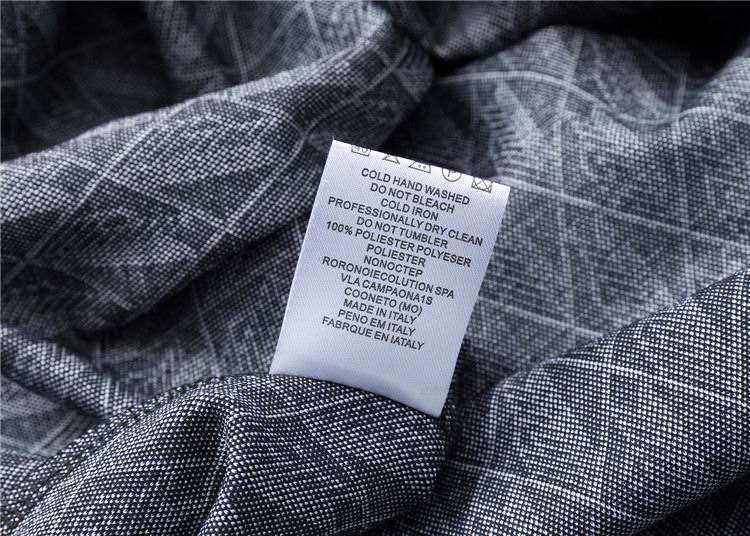 COLD HAND WASHED
DO NOT BLEACH
COLD IRON
PROFESSIONALLY DRY CLEAN
DO NOT TUMBLER
100% POLIESTER POLYESER
POLIESTER
NONOCTEP
RORONOIECOLUTION SPA
VLA CAMPAONA1S
COONETO (MO)
MADE IN ITALY
PENO EM ITALY
FABRQUE EN IATALY